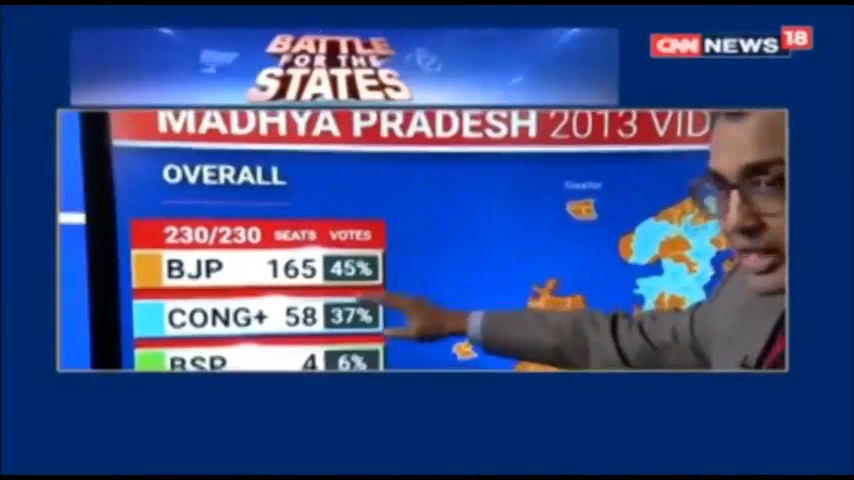 BATTLE
FOR THE
STATES
CNN NEWS 18
MADHYA PRADESH 2013 VID
OVERALL
Gwalior
230/230 SEATS VOTES
BJP 165 45%
CONG+ 58 37%
BSP 4 6%